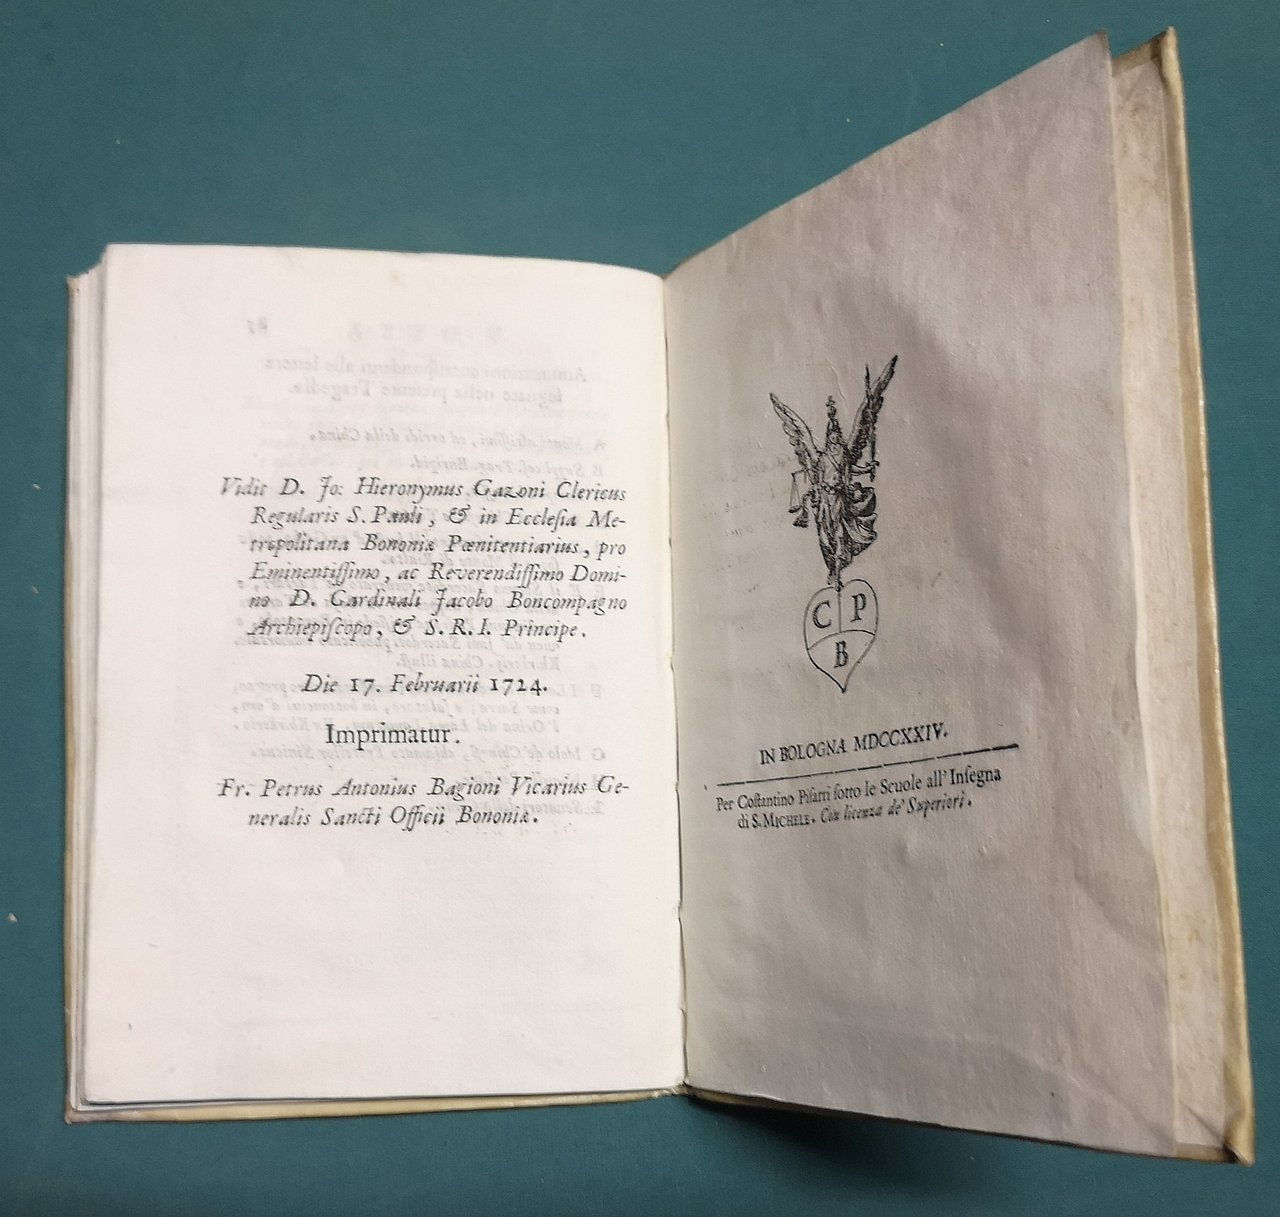 Vidit D. Jo: Hieronymus Gazoni Clericus
Regularis S. Pauli, & in Ecclesia Me-
tropolitana Bononiæ Pœnitentiarius, pro
Eminentissimo, ac Reverendissimo Domi-
no D. Cardinali Jacobo Boncompagno
Archiepiscopo, & S. R. I. Principe.
Die 17. Februarii 1724.
Imprimatur.
Fr. Petrus Antonius Bagioni Vicarius Ge-
neralis Sancti Officii Bononiæ.
C P
B
IN BOLOGNA MDCCXXIV.
Per Costantino Pisarri sotto le Scuole all' Insegna
di S. MICHELE. Con licenza de' Superiori.